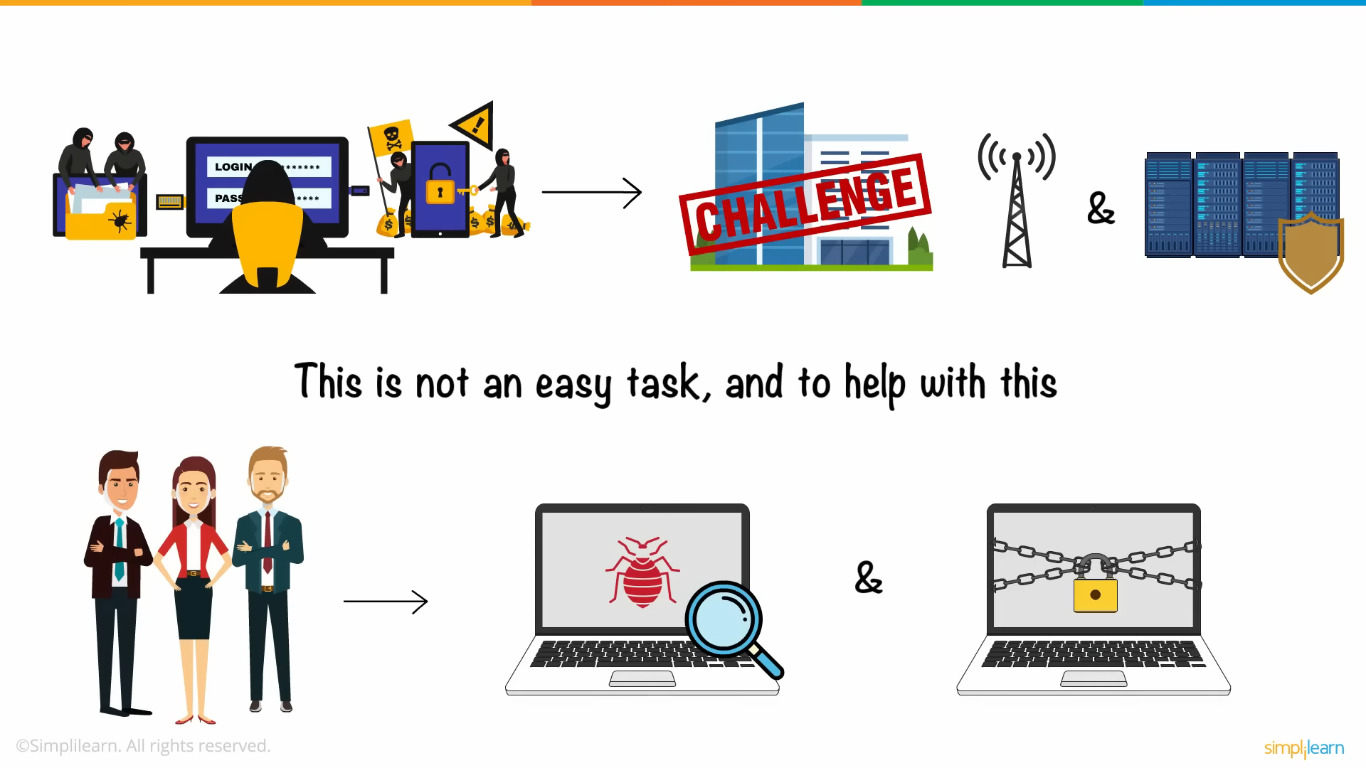 LOGIN *******
PASS ****
CHALLENGE
&
This is not an easy task, and to help with this
&
©Simplilearn. All rights reserved.
simplilearn